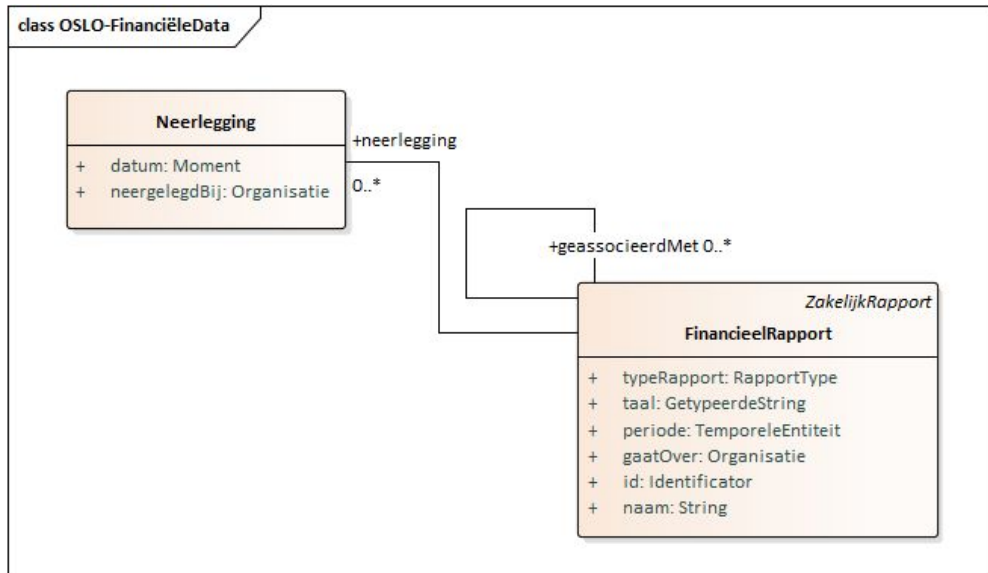 class OSLO-FinanciëleData
Neerlegging
+ datum: Moment
+ neergelegdBij: Organisatie
+neerlegging
0..*
+geassocieerdMet 0..*
ZakelijkRapport
FinancieelRapport
+ typeRapport: RapportType
+ taal: GetypeerdeString
+ periode: TemporeleEntiteit
+ gaatOver: Organisatie
+ id: Identificator
+ naam: String